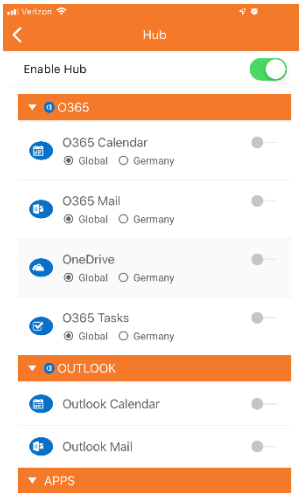 Verizon
Hub
Enable Hub
O365
O365 Calendar
Global Germany
O365 Mail
Global Germany
OneDrive
Global Germany
O365 Tasks
Global Germany
OUTLOOK
Outlook Calendar
Outlook Mail
APPS